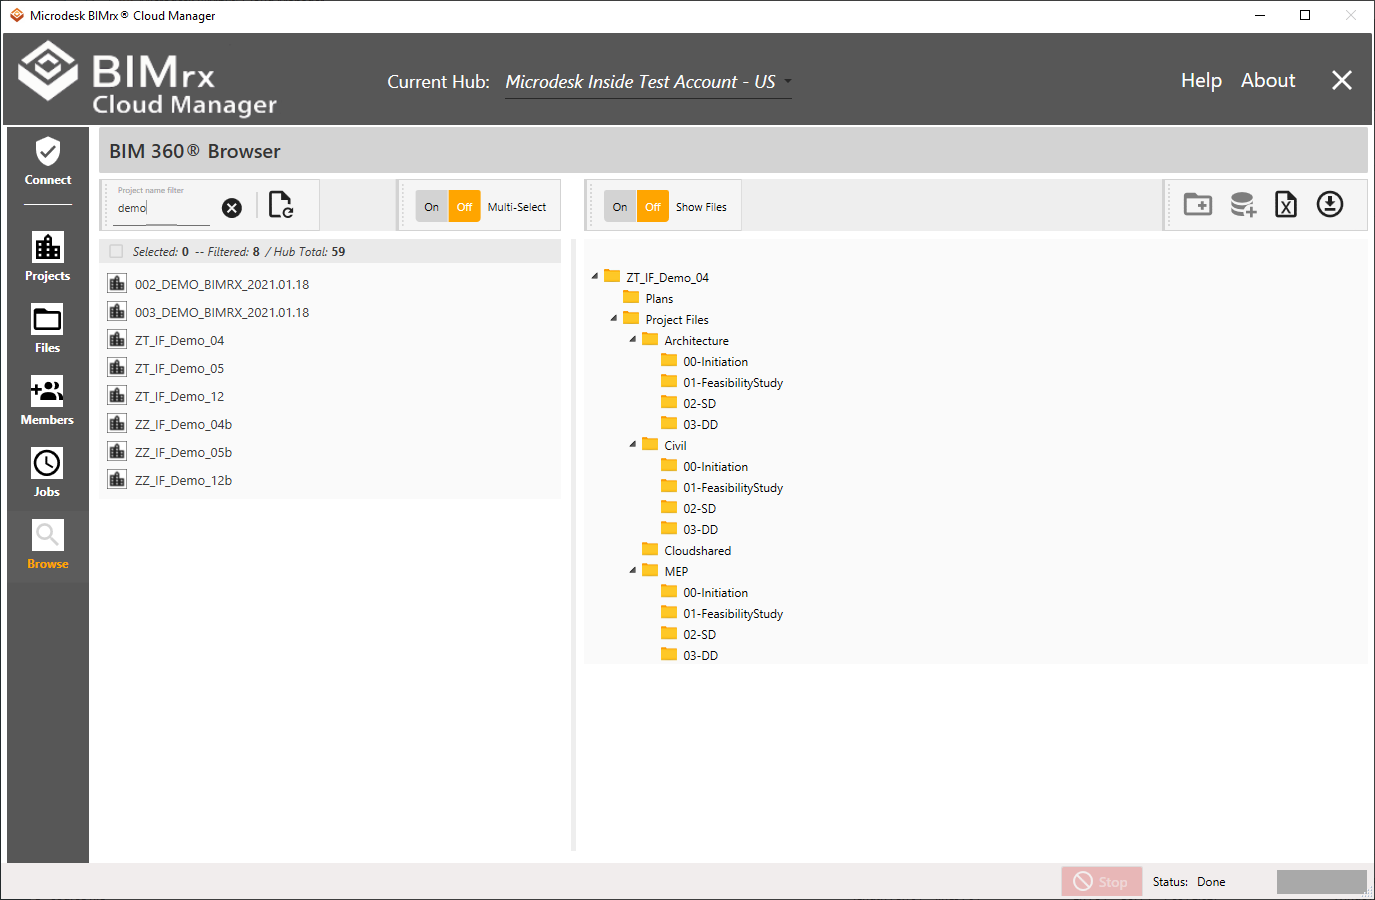 Microdesk BIMrx® Cloud Manager
BIMrx
Cloud Manager
Current Hub: Microdesk Inside Test Account - US
Help About
Connect
Projects
Files
Members
Jobs
Browse
BIM 360® Browser
Project name filter
demo
On Off Multi-Select
On Off Show Files
X
Selected: 0 -- Filtered: 8 / Hub Total: 59
002_DEMO_BIMRX_2021.01.18
003_DEMO_BIMRX_2021.01.18
ZT_IF_Demo_04
ZT_IF_Demo_05
ZT_IF_Demo_12
ZZ_IF_Demo_04b
ZZ_IF_Demo_05b
ZZ_IF_Demo_12b
ZT_IF_Demo_04
Plans
Project Files
Architecture
00-Initiation
01-FeasibilityStudy
02-SD
03-DD
Civil
00-Initiation
01-FeasibilityStudy
02-SD
03-DD
Cloudshared
MEP
00-Initiation
01-FeasibilityStudy
02-SD
03-DD
Stop
Status: Done